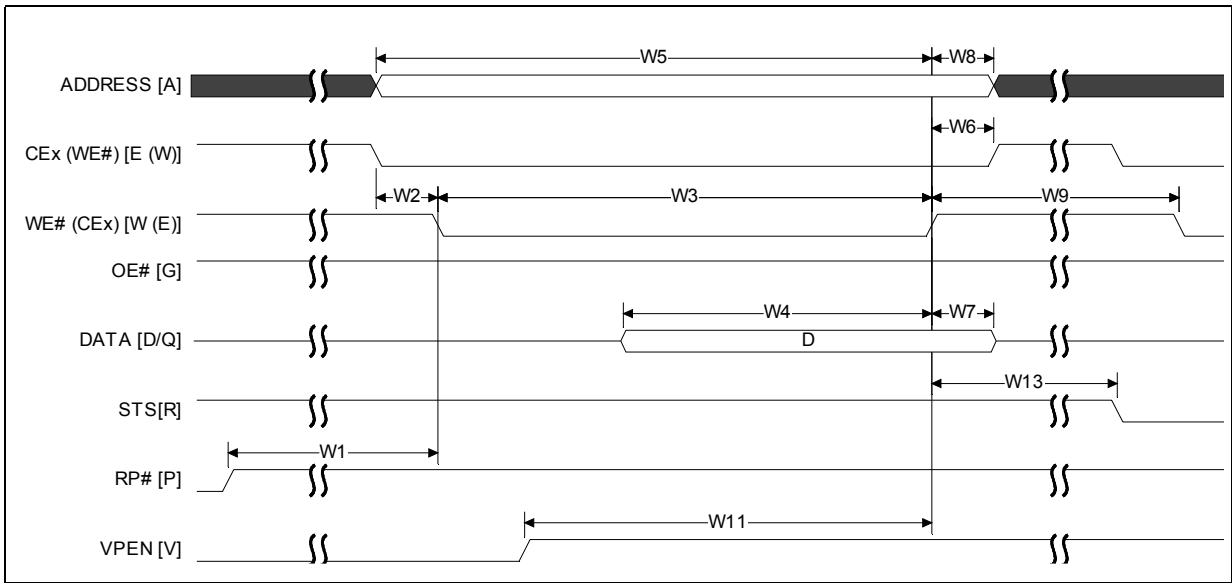 W5
W8
ADDRESS [A]
W6
CEx (WE#) [E (W)]
W2
W3
W9
WE# (CEx) [W (E)]
OE# [G]
W4
W7
DATA [D/Q]
D
W13
STS[R]
W1
RP# [P]
W11
VPEN [V]